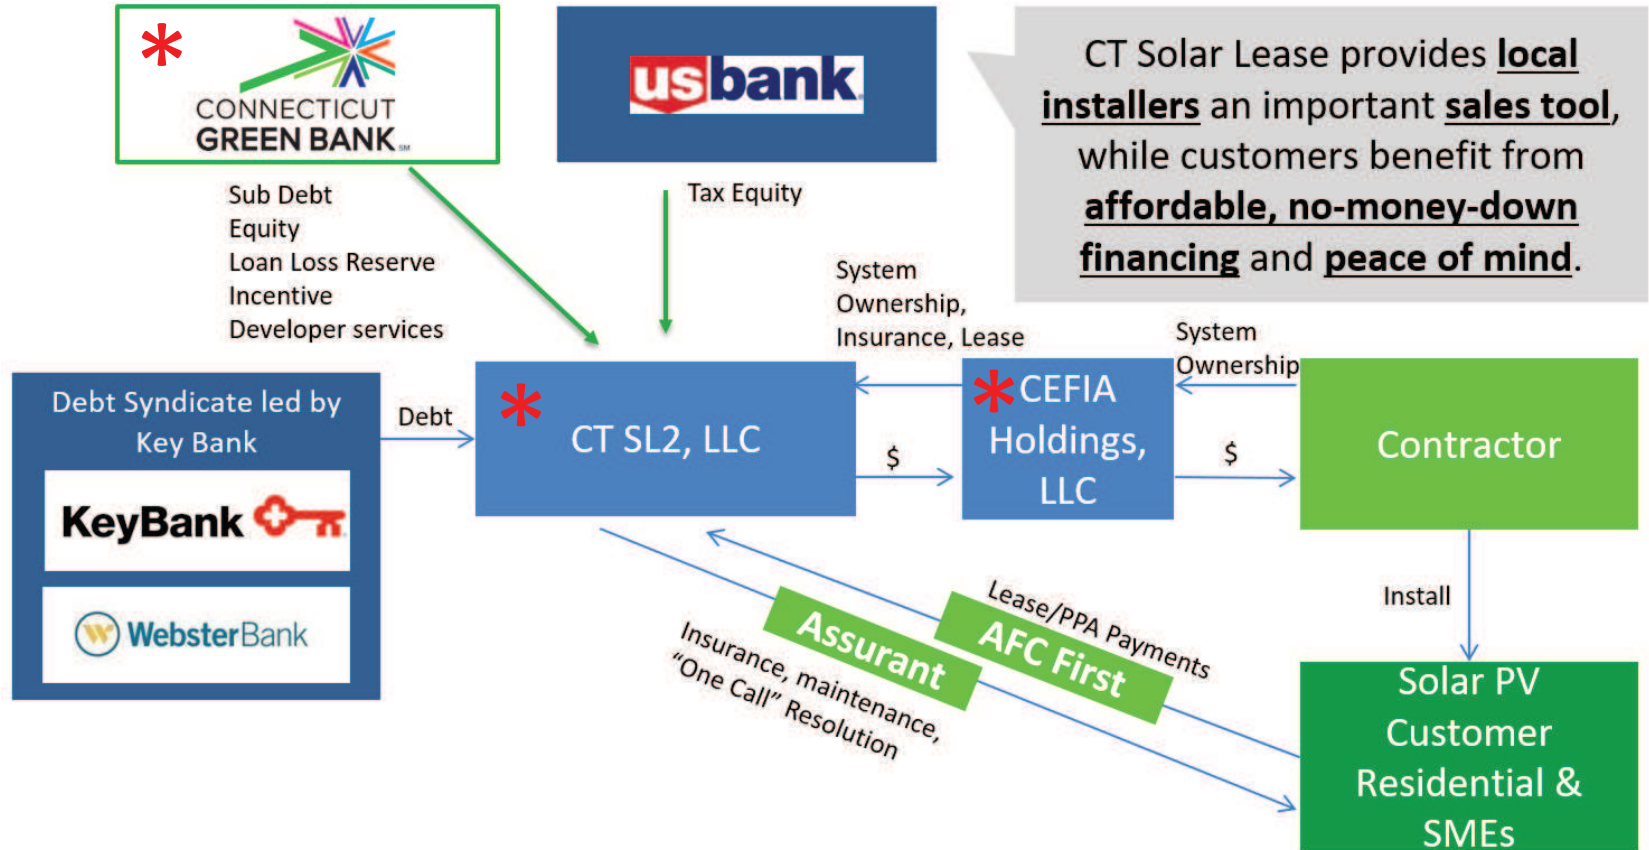 *
CONNECTICUT
GREEN BANK SM
usbank
CT Solar Lease provides local
installers an important sales tool,
while customers benefit from
affordable, no-money-down
financing and peace of mind.
Sub Debt
Equity
Loan Loss Reserve
Incentive
Developer services
Tax Equity
System
Ownership,
Insurance, Lease
System
Ownership
Debt Syndicate led by
Key Bank
KeyBank
WebsterBank
Debt
*
CT SL2, LLC
$
* CEFIA
Holdings,
LLC
$
Contractor
Install
Lease/PPA Payments
AFC First
Assurant
Insurance, maintenance,
“One Call” Resolution
Solar PV
Customer
Residential &
SMEs